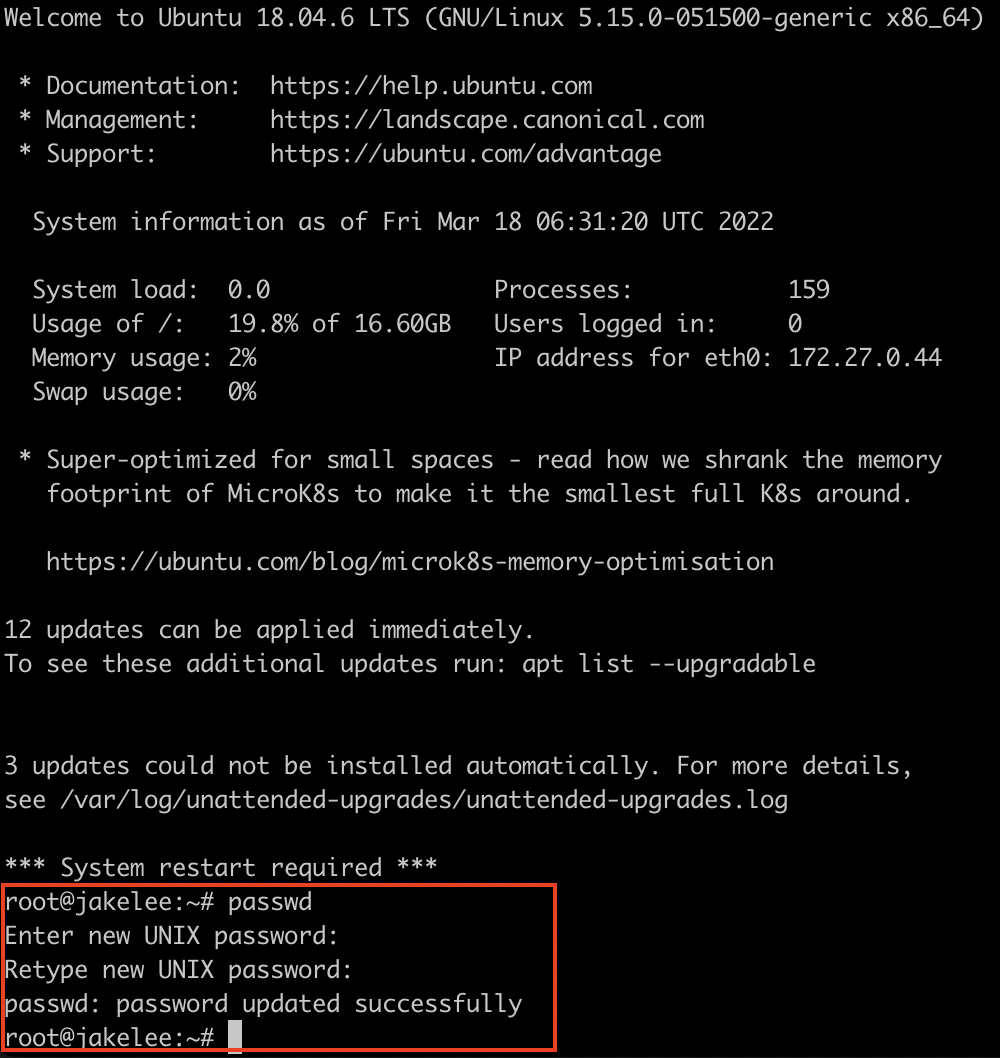 Welcome to Ubuntu 18.04.6 LTS (GNU/Linux 5.15.0-051500-generic x86_64)
* Documentation: https://help.ubuntu.com
* Management: https://landscape.canonical.com
* Support: https://ubuntu.com/advantage
System information as of Fri Mar 18 06:31:20 UTC 2022
System load: 0.0 Processes: 159
Usage of /: 19.8% of 16.60GB Users logged in: 0
Memory usage: 2% IP address for eth0: 172.27.0.44
Swap usage: 0%
* Super-optimized for small spaces - read how we shrank the memory
footprint of MicroK8s to make it the smallest full K8s around.
https://ubuntu.com/blog/microk8s-memory-optimisation
12 updates can be applied immediately.
To see these additional updates run: apt list --upgradable
3 updates could not be installed automatically. For more details,
see /var/log/unattended-upgrades/unattended-upgrades.log
*** System restart required ***
root@jakelee:~# passwd
Enter new UNIX password:
Retype new UNIX password:
passwd: password updated successfully
root@jakelee:~#